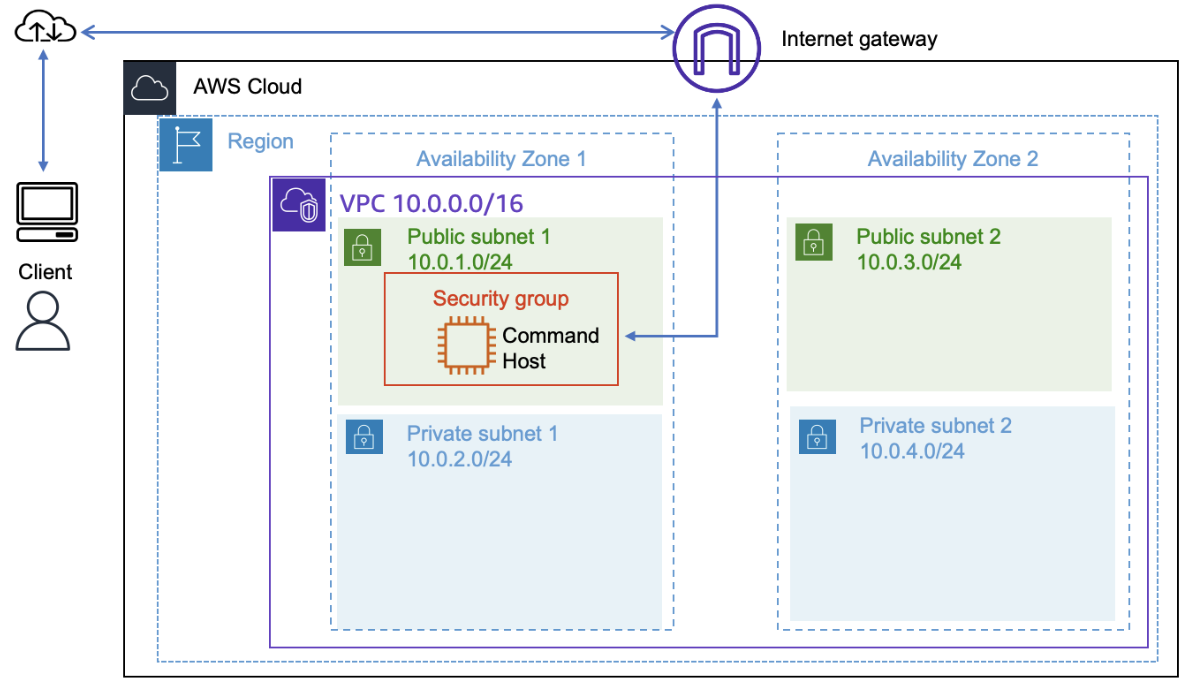 Internet gateway
AWS Cloud
Region
Availability Zone 1
Availability Zone 2
VPC 10.0.0.0/16
Public subnet 1
10.0.1.0/24
Public subnet 2
10.0.3.0/24
Client
Security group
Command
Host
Private subnet 1
10.0.2.0/24
Private subnet 2
10.0.4.0/24